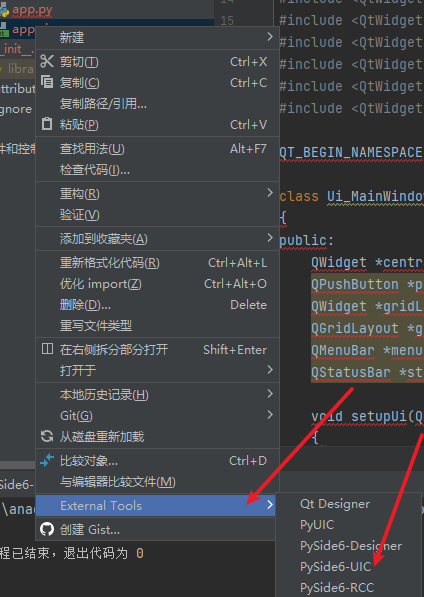 app.py
app.
_init_.
libra
ttribut
gnore
件和控制
15
#include <QtWidget
#include <QtWidget
#include <QtWidget
#include <QtWidget
#include <QtWidget
#include <QtWidget
QT_BEGIN_NAMESPACE
class Ui_MainWindow
{
public:
QWidget *centr
QPushButton *p
QWidget *gridL
QGridLayout *g
QMenuBar *menu
QStatusBar *st
void setupUi(Q
{
新建
剪切(T) Ctrl+X
复制(C) Ctrl+C
复制路径/引用...
粘贴(P) Ctrl+V
查找用法(U) Alt+F7
检查代码(I)...
重构(R)
验证(V)
添加到收藏夹(A)
重新格式化代码(R) Ctrl+Alt+L
优化 import(Z) Ctrl+Alt+O
删除(D)... Delete
重写文件类型
在右侧拆分部分打开 Shift+Enter
打开于
本地历史记录(H)
Git(G)
从磁盘重新加载
比较对象... Ctrl+D
与编辑器比较文件(M)
External Tools
创建 Gist...
Side6-
\anac
程已结束，退出代码为 0
Qt Designer
PyUIC
PySide6-Designer
PySide6-UIC
PySide6-RCC